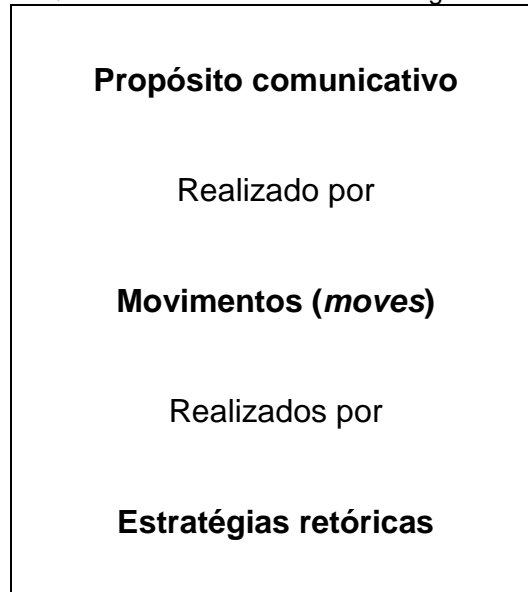 Propósito comunicativo
Realizado por
Movimentos (moves)
Realizados por
Estratégias retóricas